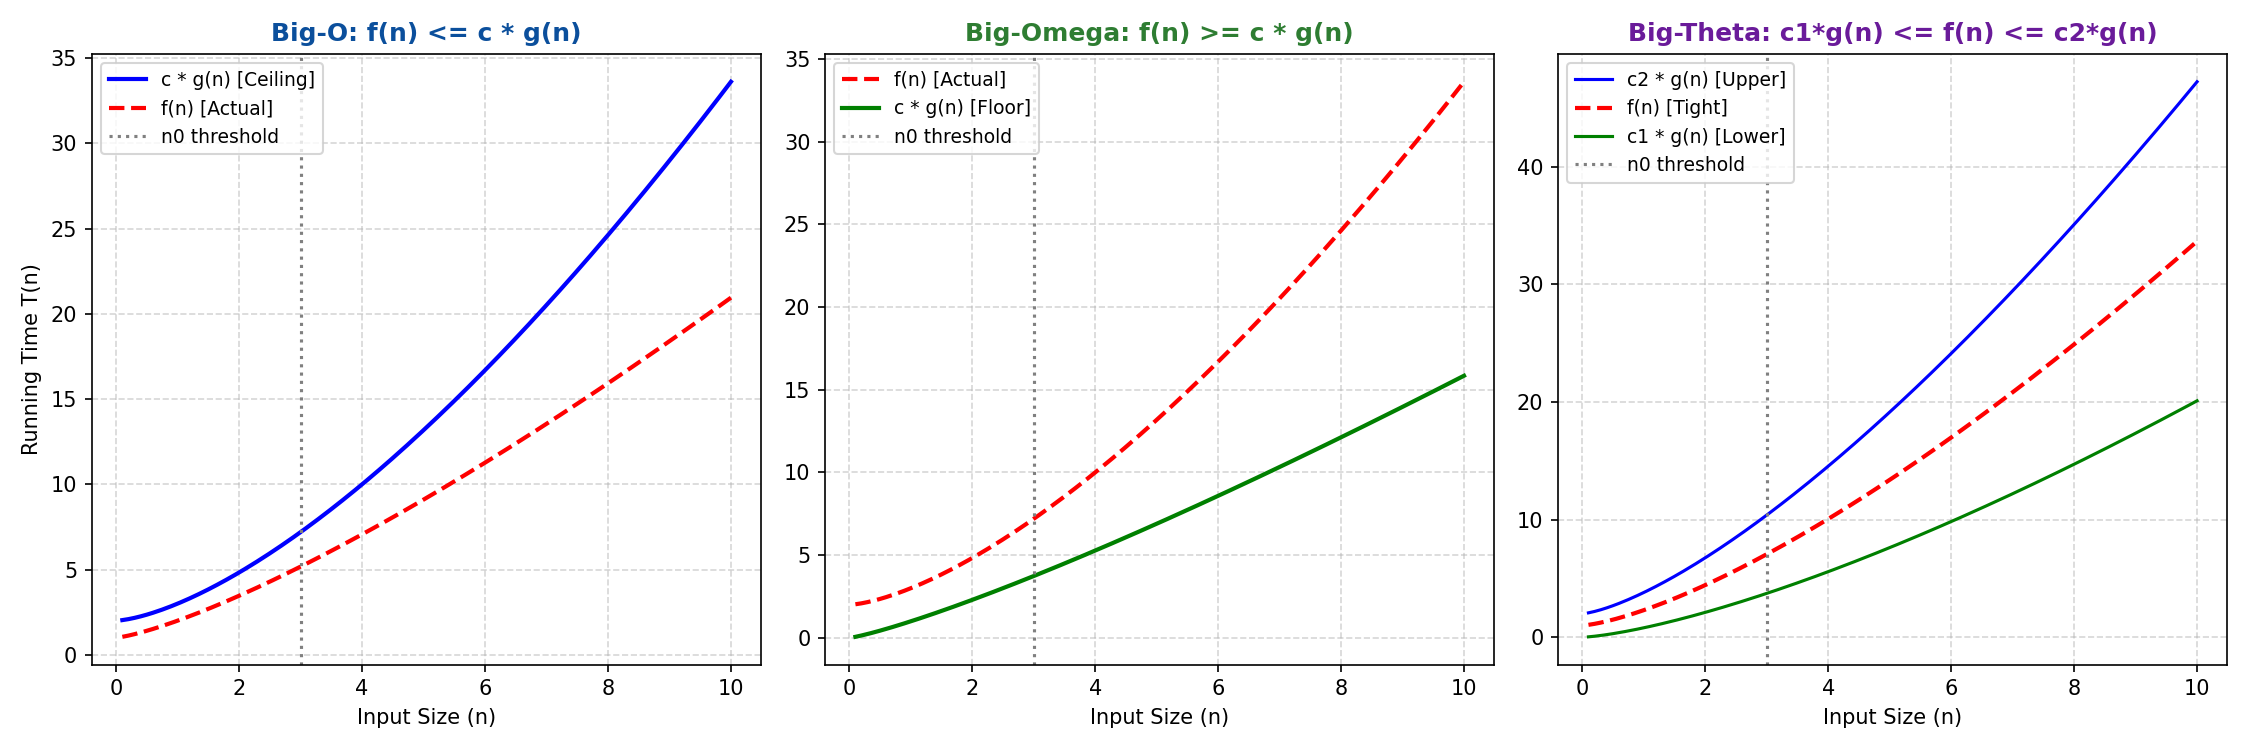 Big-O: f(n) <= c * g(n)
c * g(n) [Ceiling]
f(n) [Actual]
n0 threshold
Running Time T(n)
35
30
25
20
15
10
5
0
0 2 4 6 8 10
Input Size (n)
Big-Omega: f(n) >= c * g(n)
f(n) [Actual]
c * g(n) [Floor]
n0 threshold
35
30
25
20
15
10
5
0
0 2 4 6 8 10
Input Size (n)
Big-Theta: c1*g(n) <= f(n) <= c2*g(n)
c2 * g(n) [Upper]
f(n) [Tight]
c1 * g(n) [Lower]
n0 threshold
40
30
20
10
0
0 2 4 6 8 10
Input Size (n)